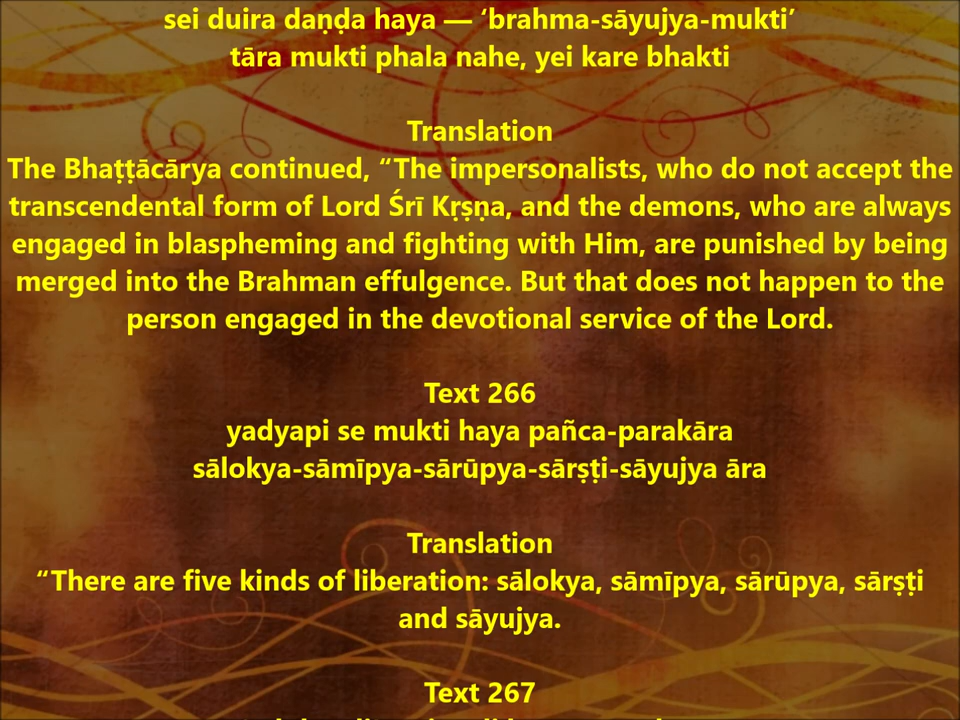 sei duira daṇḍa haya — ‘brahma-sāyujya-mukti’
tāra mukti phala nahe, yei kare bhakti
Translation
The Bhaṭṭācārya continued, “The impersonalists, who do not accept the
transcendental form of Lord Śrī Kṛṣṇa, and the demons, who are always
engaged in blaspheming and fighting with Him, are punished by being
merged into the Brahman effulgence. But that does not happen to the
person engaged in the devotional service of the Lord.
Text 266
yadyapi se mukti haya pañca-parakāra
sālokya-sāmīpya-sārūpya-sārṣṭi-sāyujya āra
Translation
“There are five kinds of liberation: sālokya, sāmīpya, sārūpya, sārṣṭi
and sāyujya.
Text 267